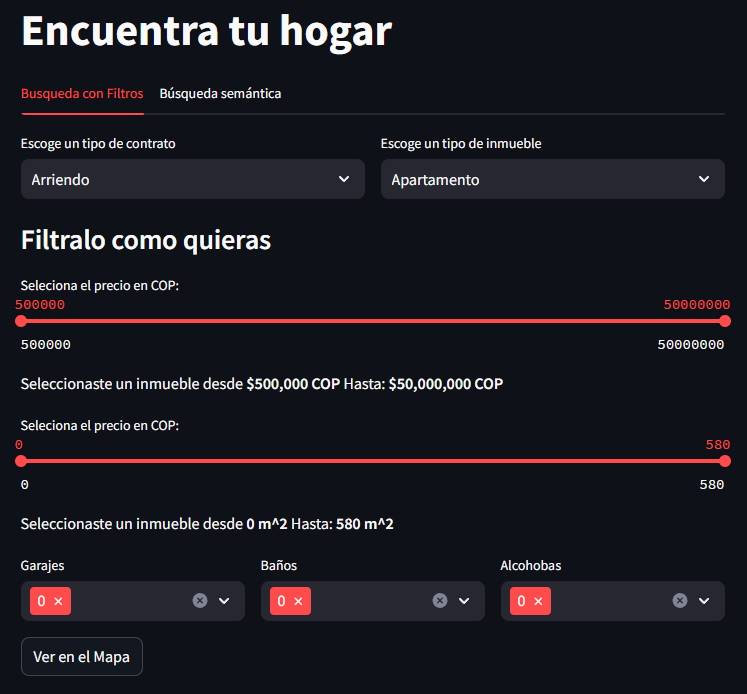 Encuentra tu hogar
Busqueda con Filtros Búsqueda semántica
Escoge un tipo de contrato Escoge un tipo de inmueble
Arriendo Apartamento
Filtralo como quieras
Seleciona el precio en COP:
500000 50000000
500000 50000000
Seleccionaste un inmueble desde $500,000 COP Hasta: $50,000,000 COP
Seleciona el precio en COP:
0 580
0 580
Seleccionaste un inmueble desde 0 m^2 Hasta: 580 m^2
Garajes Baños Alcohobas
0 × 0 × 0 ×
Ver en el Mapa